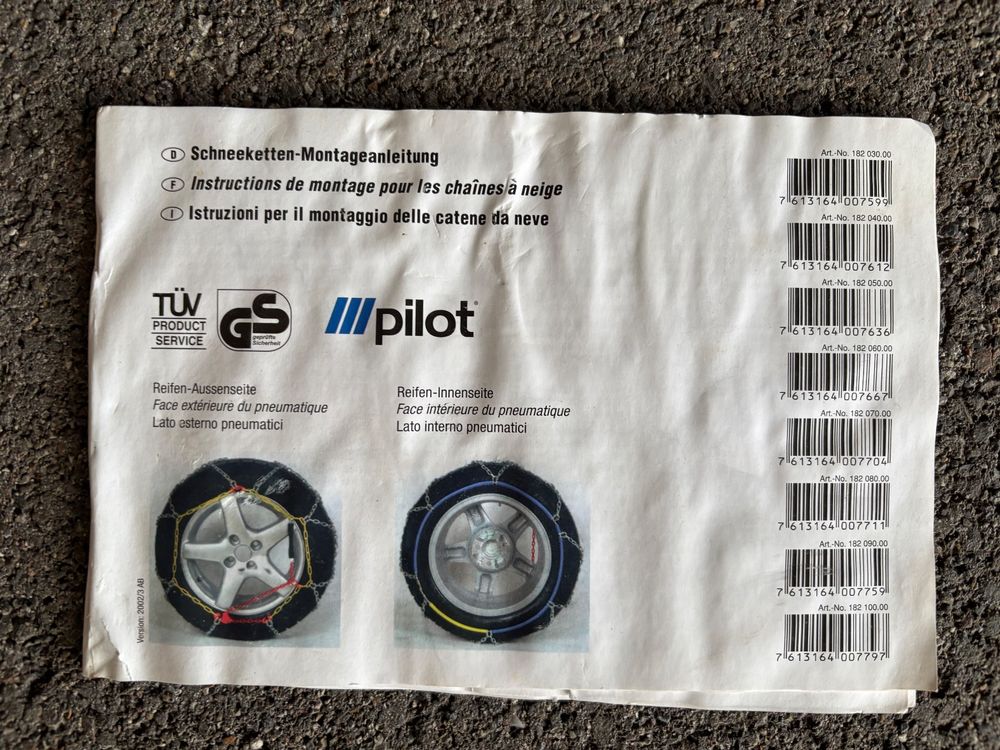 D Schneeketten-Montageanleitung
F Instructions de montage pour les chaînes à neige
I Istruzioni per il montaggio delle catene da neve
TÜV
PRODUCT
SERVICE
GS
geprüfte
Sicherheit
pilot
Reifen-Aussenseite
Face extérieure du pneumatique
Lato esterno pneumatici
Reifen-Innenseite
Face intérieure du pneumatique
Lato interno pneumatici
Version: 2002/3 AB
Art.-No. 182 030.00
7 613164 007599
Art.-No. 182 040.00
7 613164 007612
Art.-No. 182 050.00
7 613164 007636
Art.-No. 182 060.00
7 613164 007667
Art.-No. 182 070.00
7 613164 007704
Art.-No. 182 080.00
7 613164 007711
Art.-No. 182 090.00
7 613164 007759
Art.-No. 182 100.00
7 613164 007797